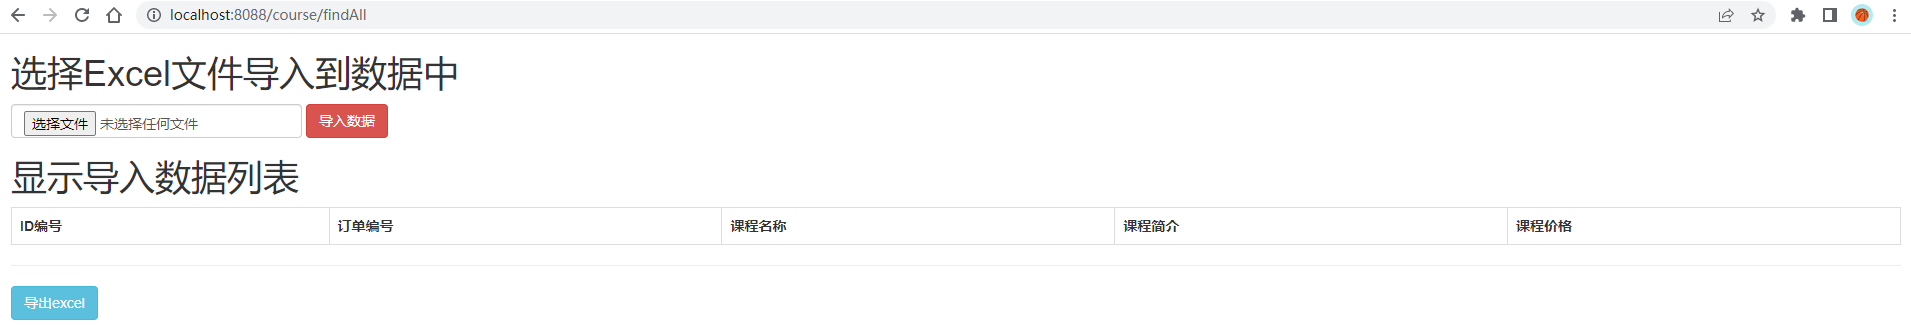 localhost:8088/course/findAll
选择Excel文件导入到数据中
选择文件 未选择任何文件 导入数据
显示导入数据列表
ID编号 订单编号 课程名称 课程简介 课程价格
导出excel